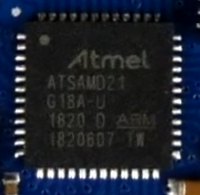 Atmel
ATSAMD21
G18A-U
1820 D ARM
1820607 TW